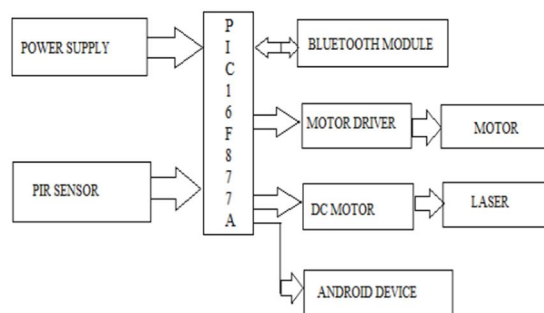 POWER SUPPLY
PIR SENSOR
P
I
C
1
6
F
8
7
7
A
BLUETOOTH MODULE
MOTOR DRIVER
MOTOR
DC MOTOR
LASER
ANDROID DEVICE